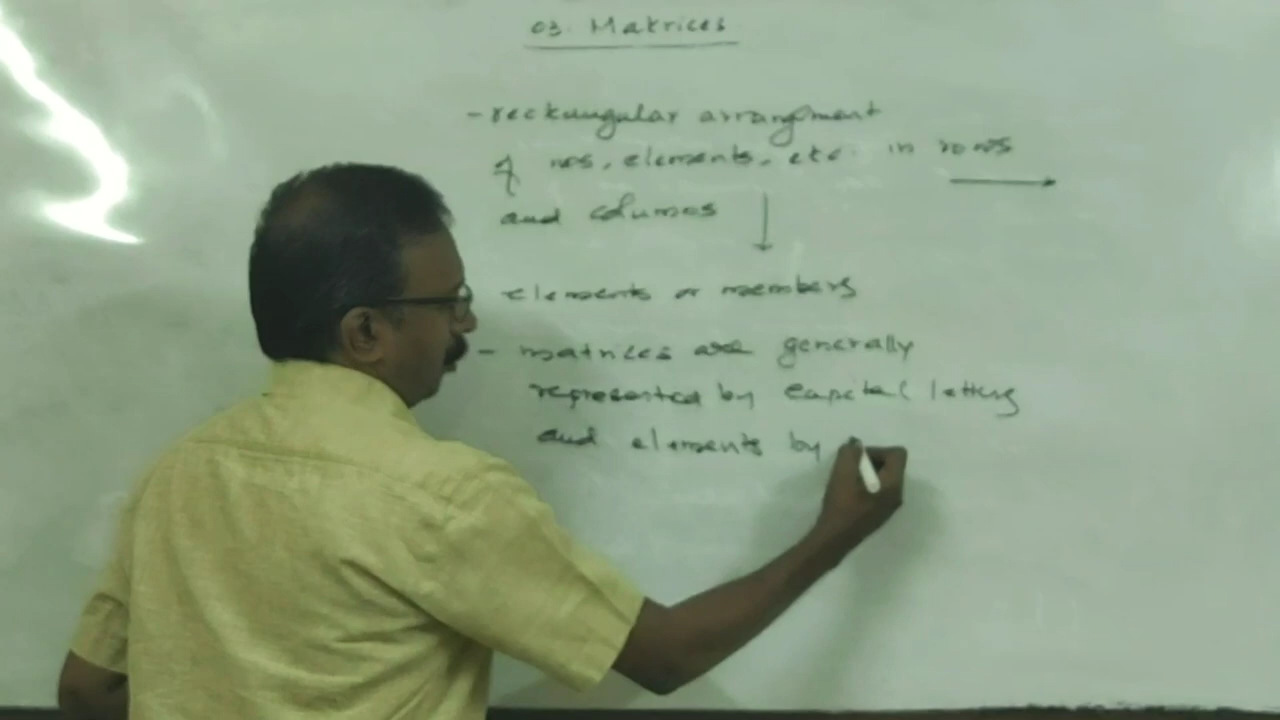 03. Matrices
- rectangular arrangment
of nos, elements, etc. in rows
and columns
elements or members
- matrices are generally
represented by capital letters
and elements by